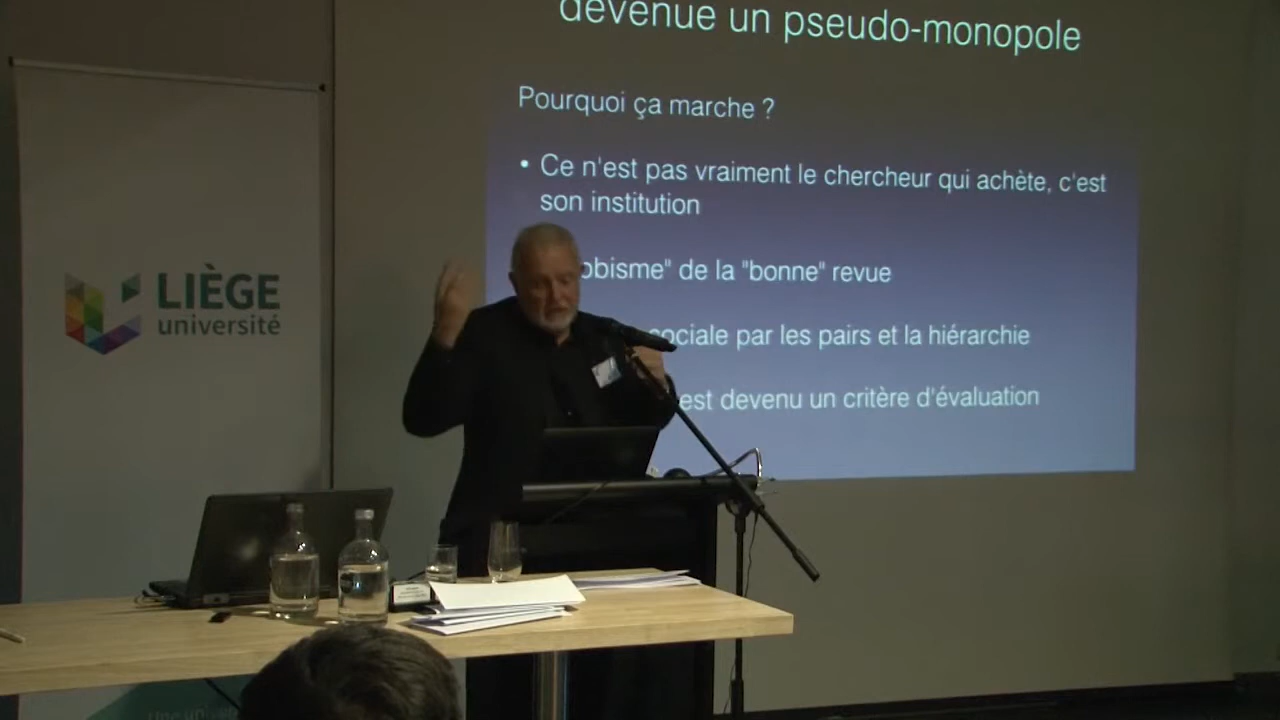 devenue un pseudo-monopole
Pourquoi ça marche ?
• Ce n'est pas vraiment le chercheur qui achète, c'est
son institution
obisme" de la "bonne" revue
sociale par les pairs et la hiérarchie
est devenu un critère d'évaluation
LIÈGE
université